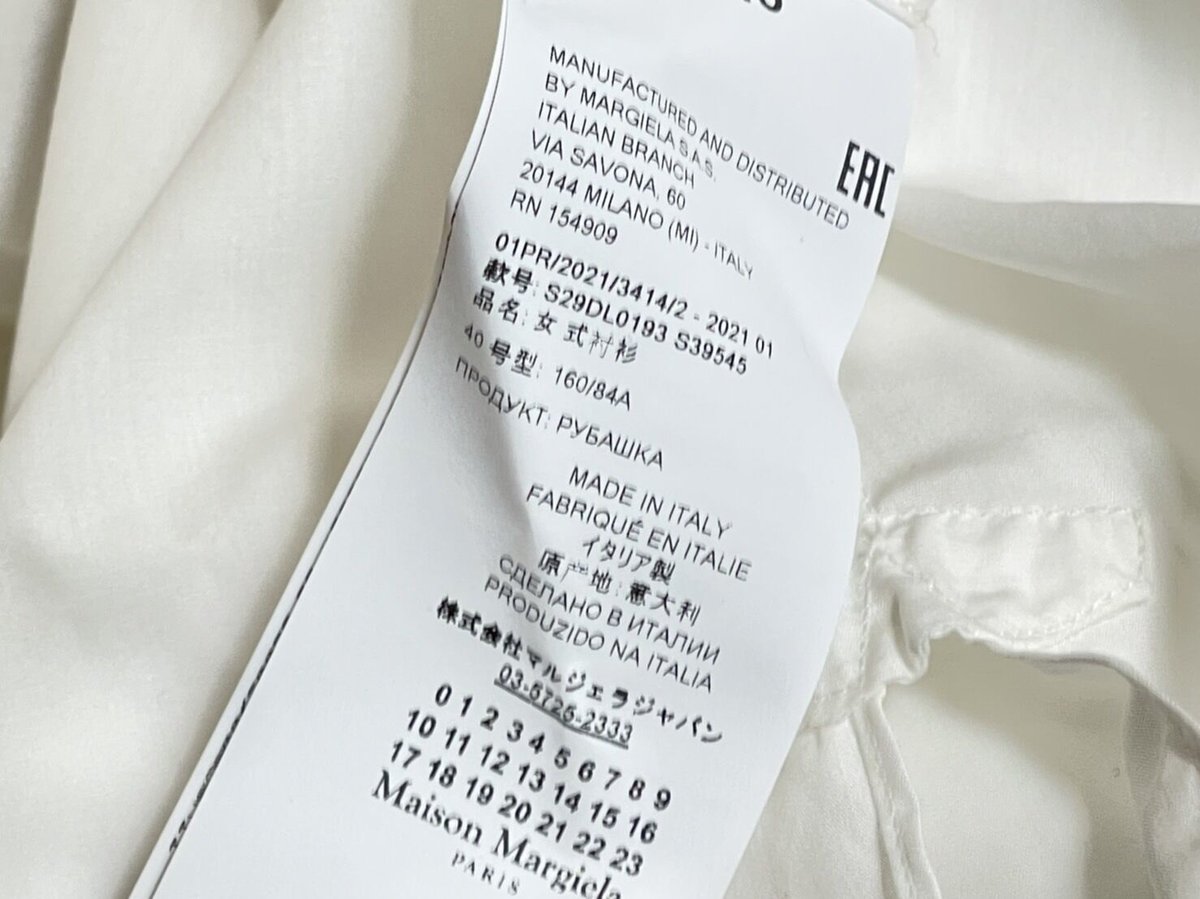 MANUFACTURED AND DISTRIBUTED
BY MARGIELA S.A.S.
ITALIAN BRANCH
VIA SAVONA, 60
20144 MILANO (MI) - ITALY
RN 154909
EAC
01PR/2021/3414/2 - 2021 01
款号: S29DL0193 S39545
品名: 女式衬衫
40 号型: 160/84A
ПРОДУКТ: РУБАШКА
MADE IN ITALY
FABRIQUÉ EN ITALIE
イタリア製
原产地: 意大利
СДЕЛАНО В ИТАЛИИ
PRODUZIDO NA ITALIA
株式会社マルジェラジャパン
03-5725-2333
0 1 2 3 4 5 6 7 8 9
10 11 12 13 14 15 16
17 18 19 20 21 22 23
Maison Margiela
PARIS